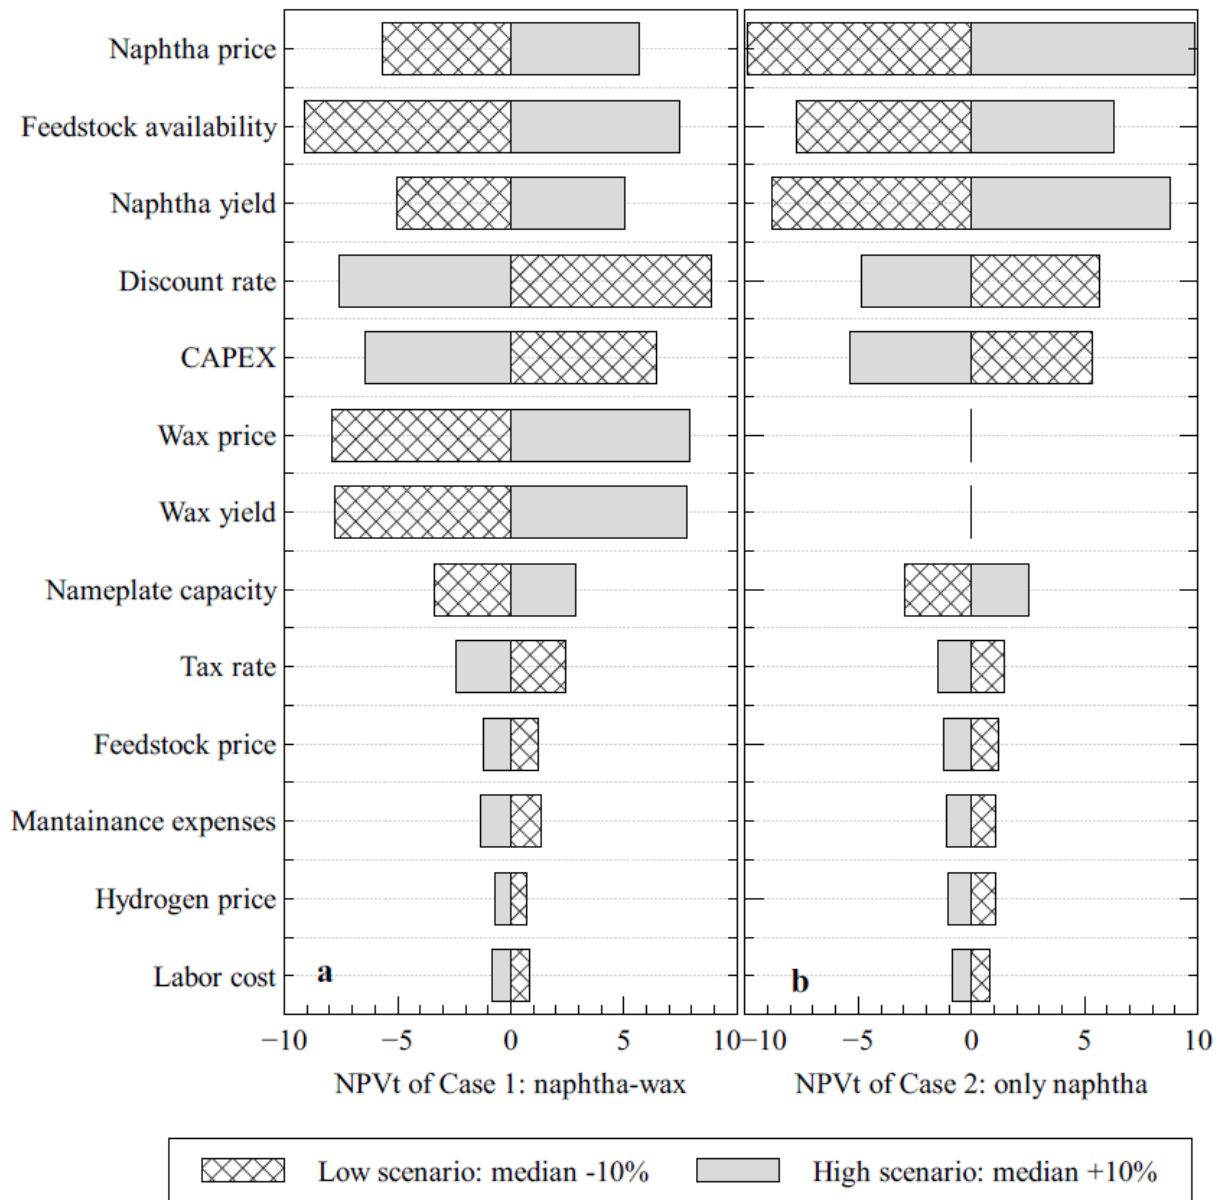 Naphtha price
Feedstock availability
Naphtha yield
Discount rate
CAPEX
Wax price
Wax yield
Nameplate capacity
Tax rate
Feedstock price
Mantainance expenses
Hydrogen price
Labor cost
a
b
−10 −5 0 5 10 −10 −5 0 5 10
NPVt of Case 1: naphtha-wax
NPVt of Case 2: only naphtha
Low scenario: median -10%
High scenario: median +10%